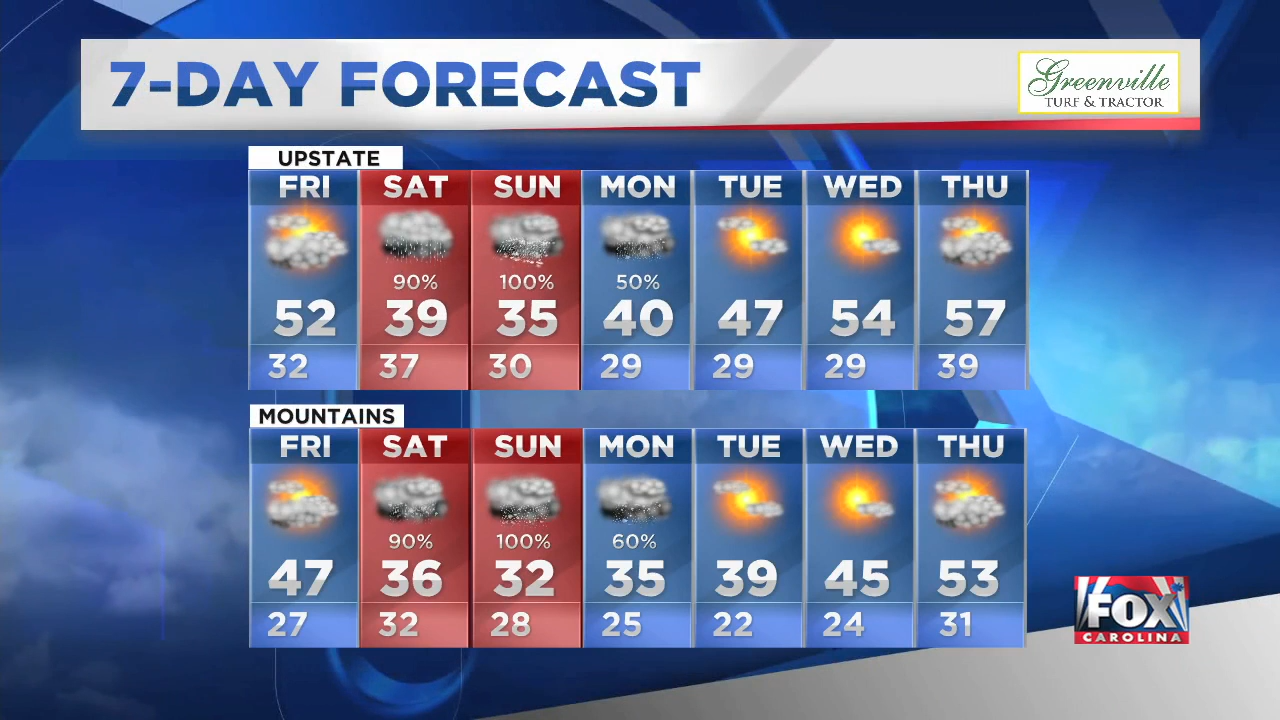 7-DAY FORECAST
Greenville
TURF & TRACTOR
UPSTATE
FRI SAT SUN MON TUE WED THU
90% 100% 50%
52 39 35 40 47 54 57
32 37 30 29 29 29 39
MOUNTAINS
FRI SAT SUN MON TUE WED THU
90% 100% 60%
47 36 32 35 39 45 53
27 32 28 25 22 24 31
FOX
CAROLINA